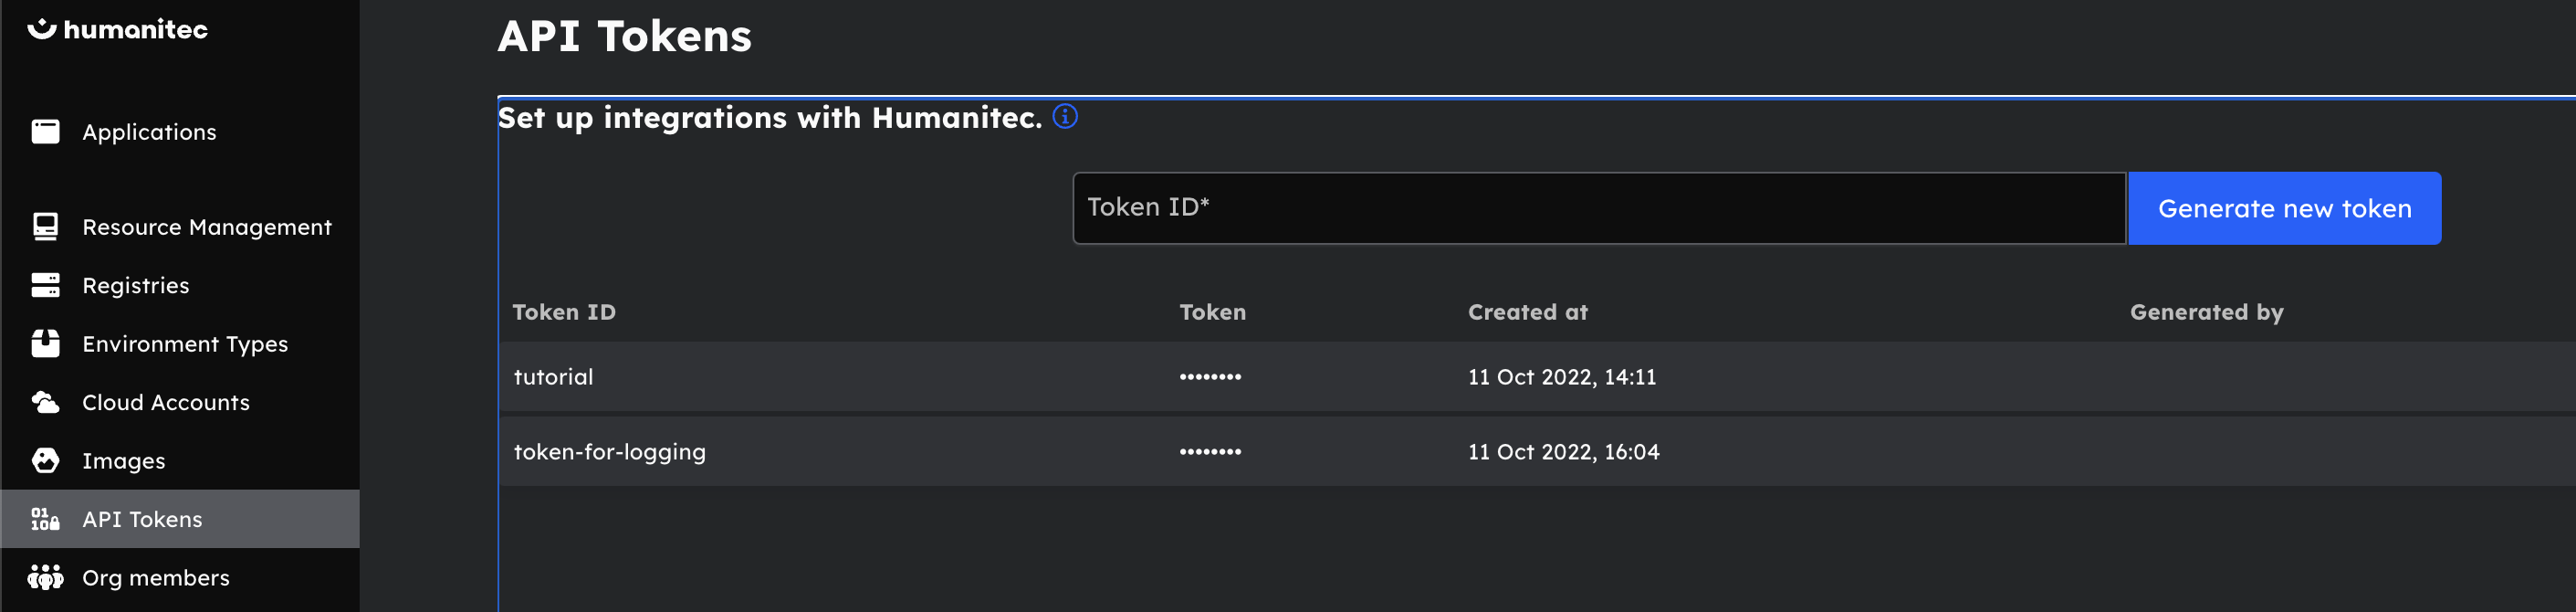 humanitec
Applications
Resource Management
Registries
Environment Types
Cloud Accounts
Images
API Tokens
Org members
API Tokens
Set up integrations with Humanitec.
Token ID*
Generate new token
Token ID Token Created at Generated by
tutorial •••••••• 11 Oct 2022, 14:11
token-for-logging •••••••• 11 Oct 2022, 16:04